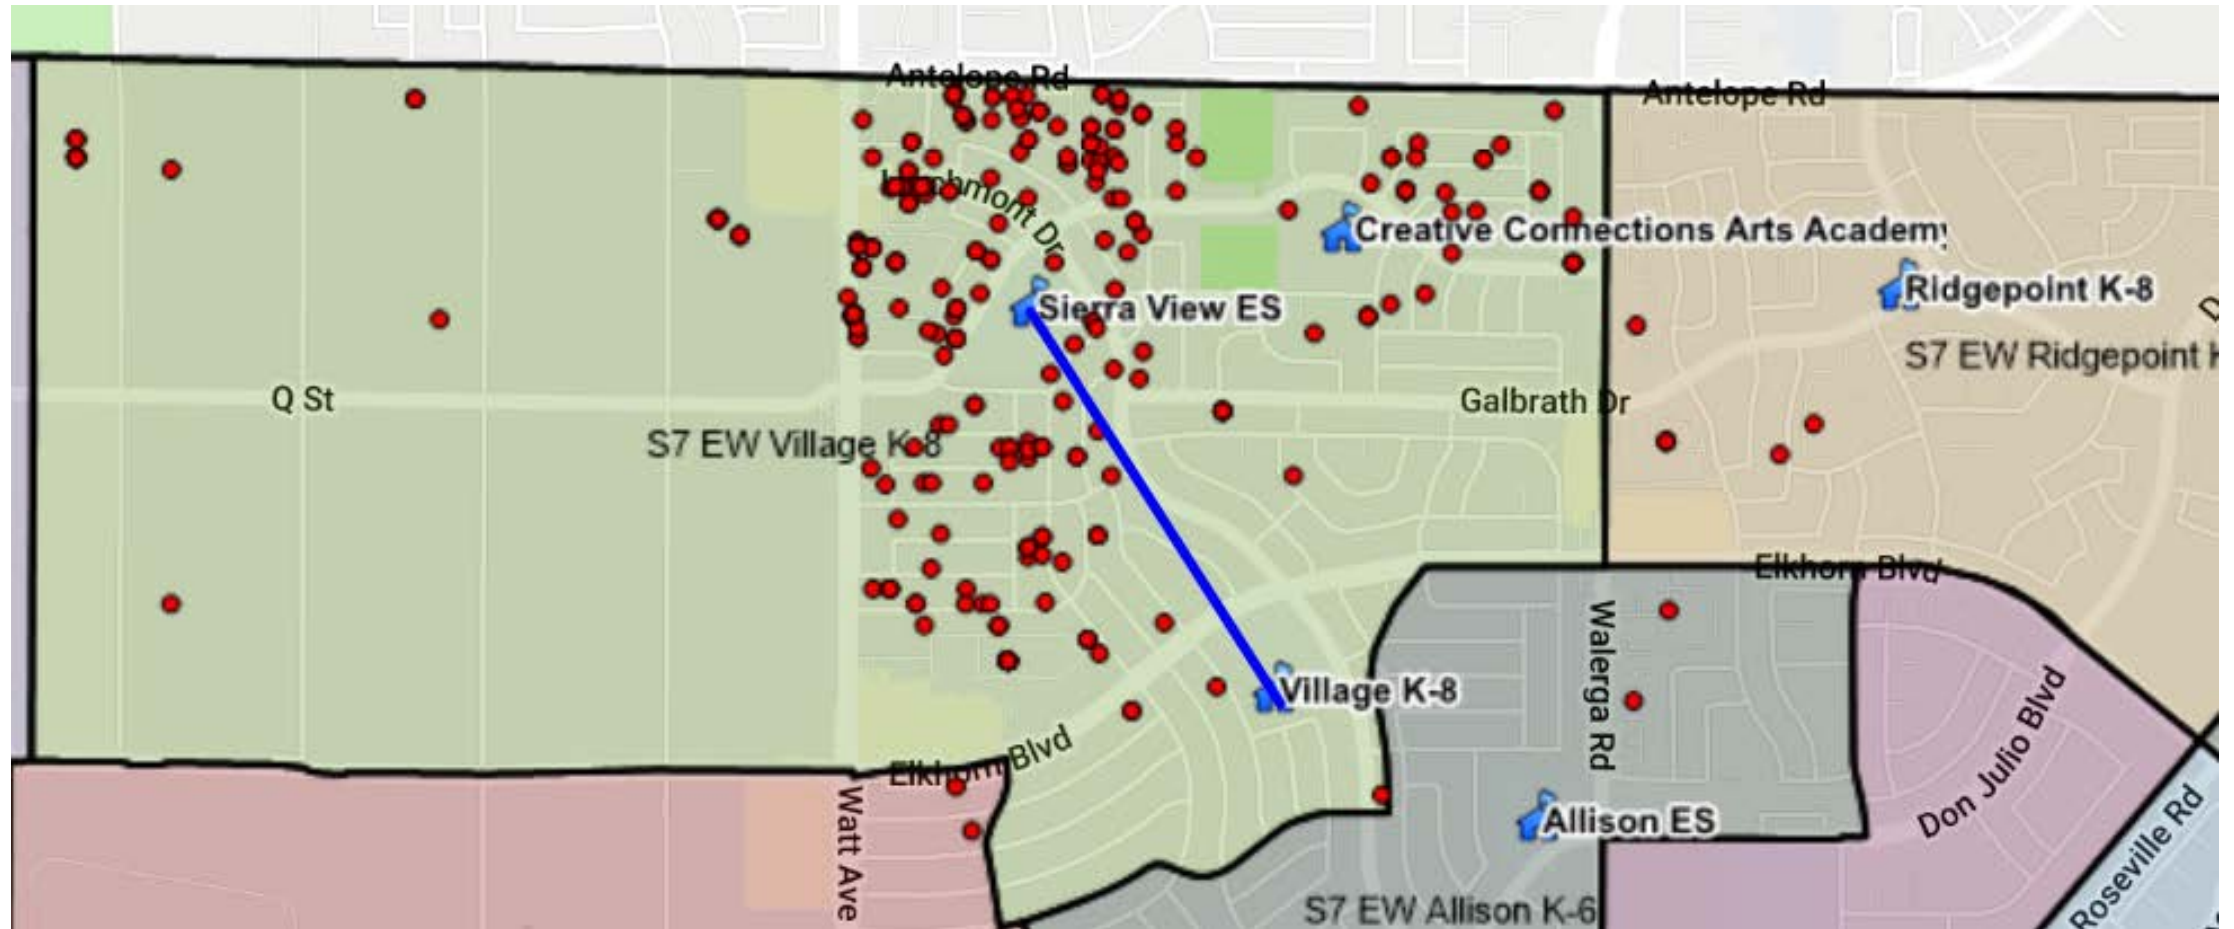 Antelope Rd
Antelope Rd
Larchmont Dr
Creative Connections Arts Academy
Ridgepoint K-8
Sierra View ES
S7 EW Ridgepoint K
D
Q St
Galbrath Dr
S7 EW Village K-8
Elkhorn Blvd
Walerga Rd
Village K-8
Don Julio Blvd
Elkhorn Blvd
Watt Ave
Allison ES
Roseville Rd
S7 EW Allison K-6